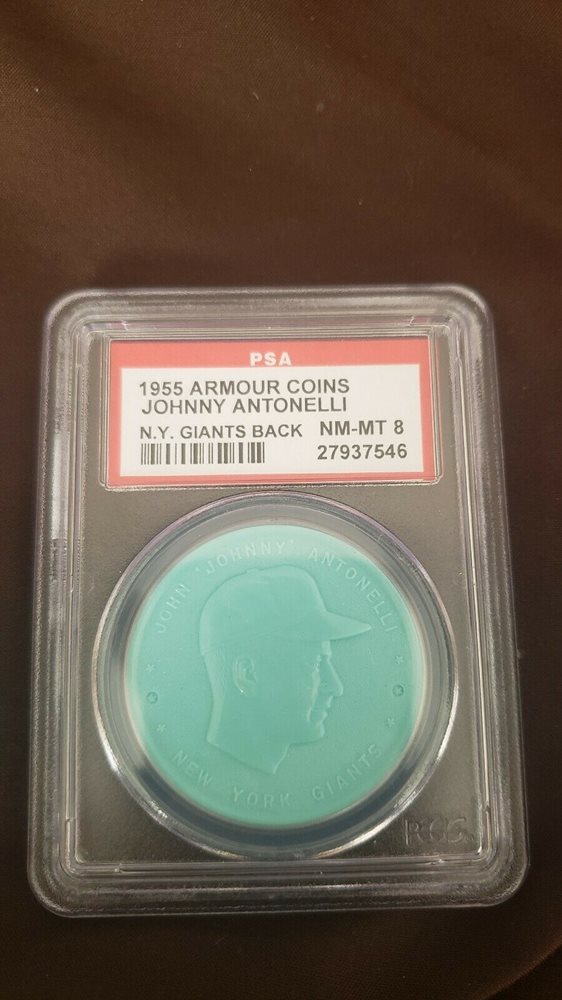 PSA
1955 ARMOUR COINS
JOHNNY ANTONELLI
N.Y. GIANTS BACK NM-MT 8
27937546
JOHN "JOHNNY" ANTONELLI
NEW YORK GIANTS